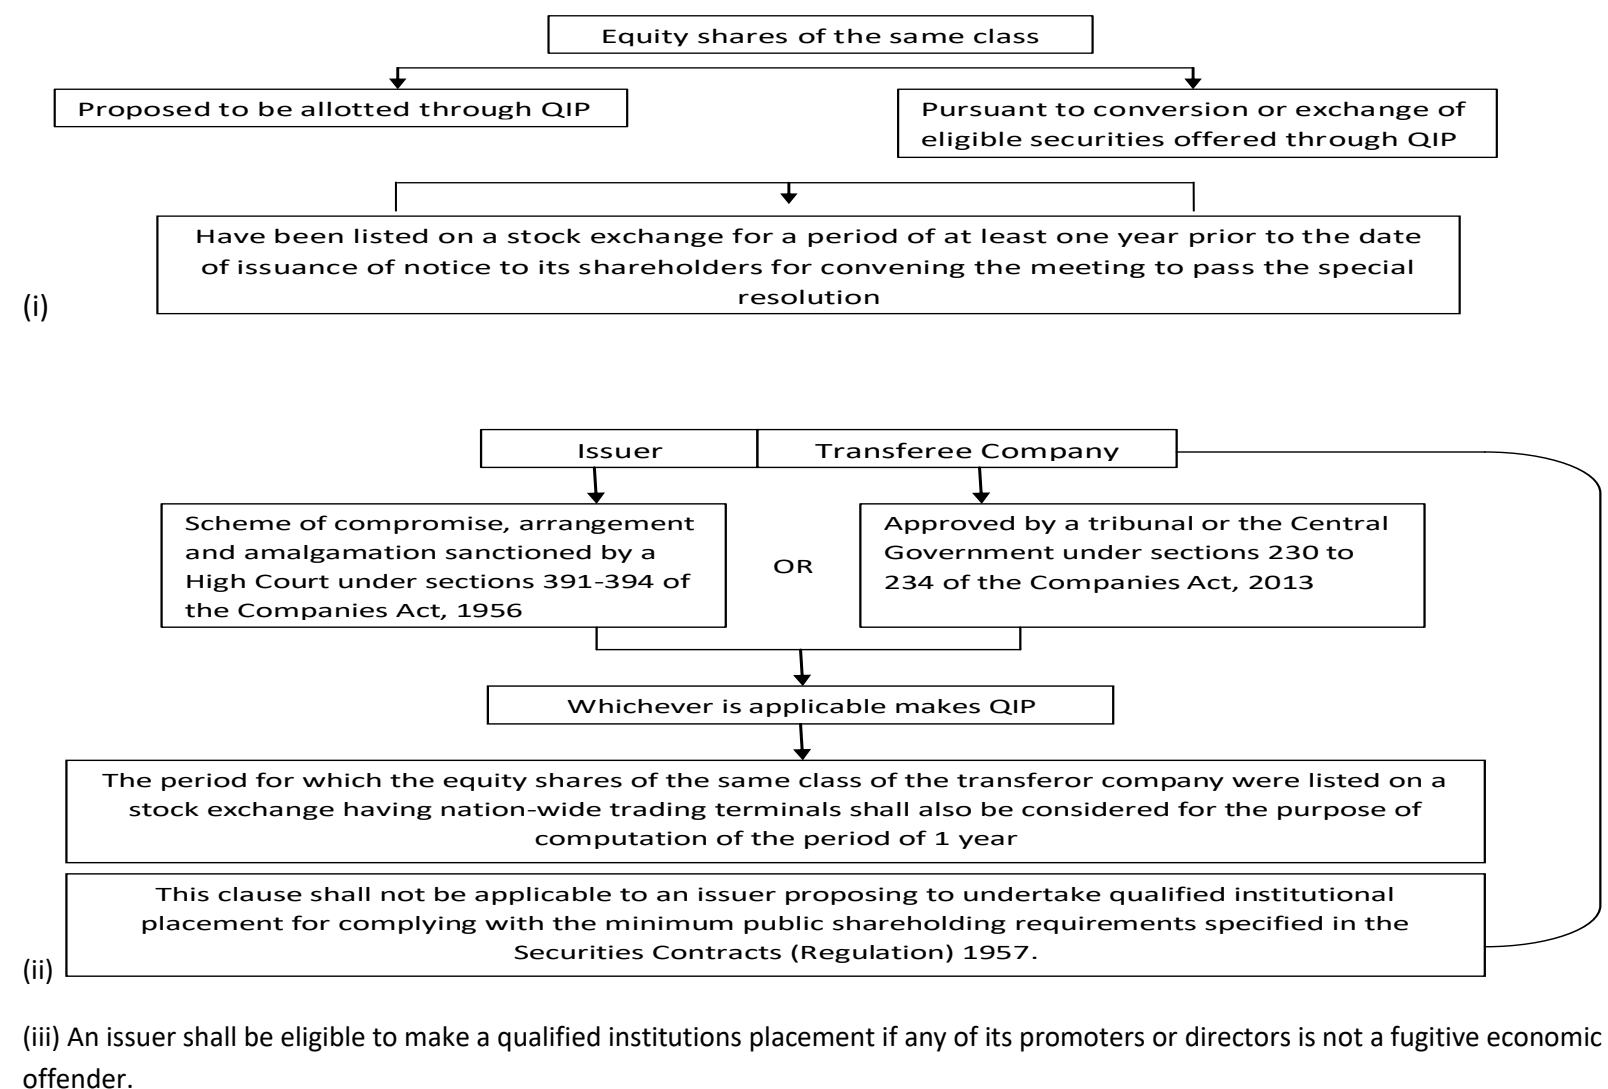 Equity shares of the same class
Proposed to be allotted through QIP
Pursuant to conversion or exchange of
eligible securities offered through QIP
Have been listed on a stock exchange for a period of at least one year prior to the date
of issuance of notice to its shareholders for convening the meeting to pass the special
resolution
(i)
Issuer
Transferee Company
Scheme of compromise, arrangement
and amalgamation sanctioned by a
High Court under sections 391-394 of
the Companies Act, 1956
OR
Approved by a tribunal or the Central
Government under sections 230 to
234 of the Companies Act, 2013
Whichever is applicable makes QIP
The period for which the equity shares of the same class of the transferor company were listed on a
stock exchange having nation-wide trading terminals shall also be considered for the purpose of
computation of the period of 1 year
This clause shall not be applicable to an issuer proposing to undertake qualified institutional
placement for complying with the minimum public shareholding requirements specified in the
Securities Contracts (Regulation) 1957.
(ii)
(iii) An issuer shall be eligible to make a qualified institutions placement if any of its promoters or directors is not a fugitive economic
offender.